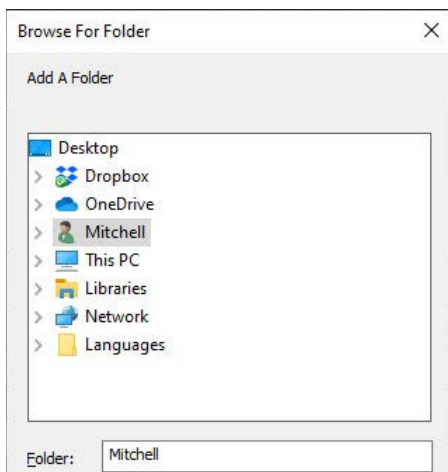 Browse For Folder
Add A Folder
Desktop
Dropbox
OneDrive
Mitchell
This PC
Libraries
Network
Languages
Folder: Mitchell